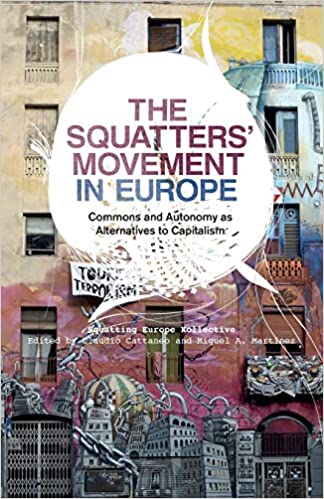 THE
SQUATTERS'
MOVEMENT
IN EUROPE
Commons and Autonomy as
Alternatives to Capitalism
TOURIST
TERRORISM
Squatting Europe Kollective
Edited by Claudio Cattaneo and Miguel A. Martínez